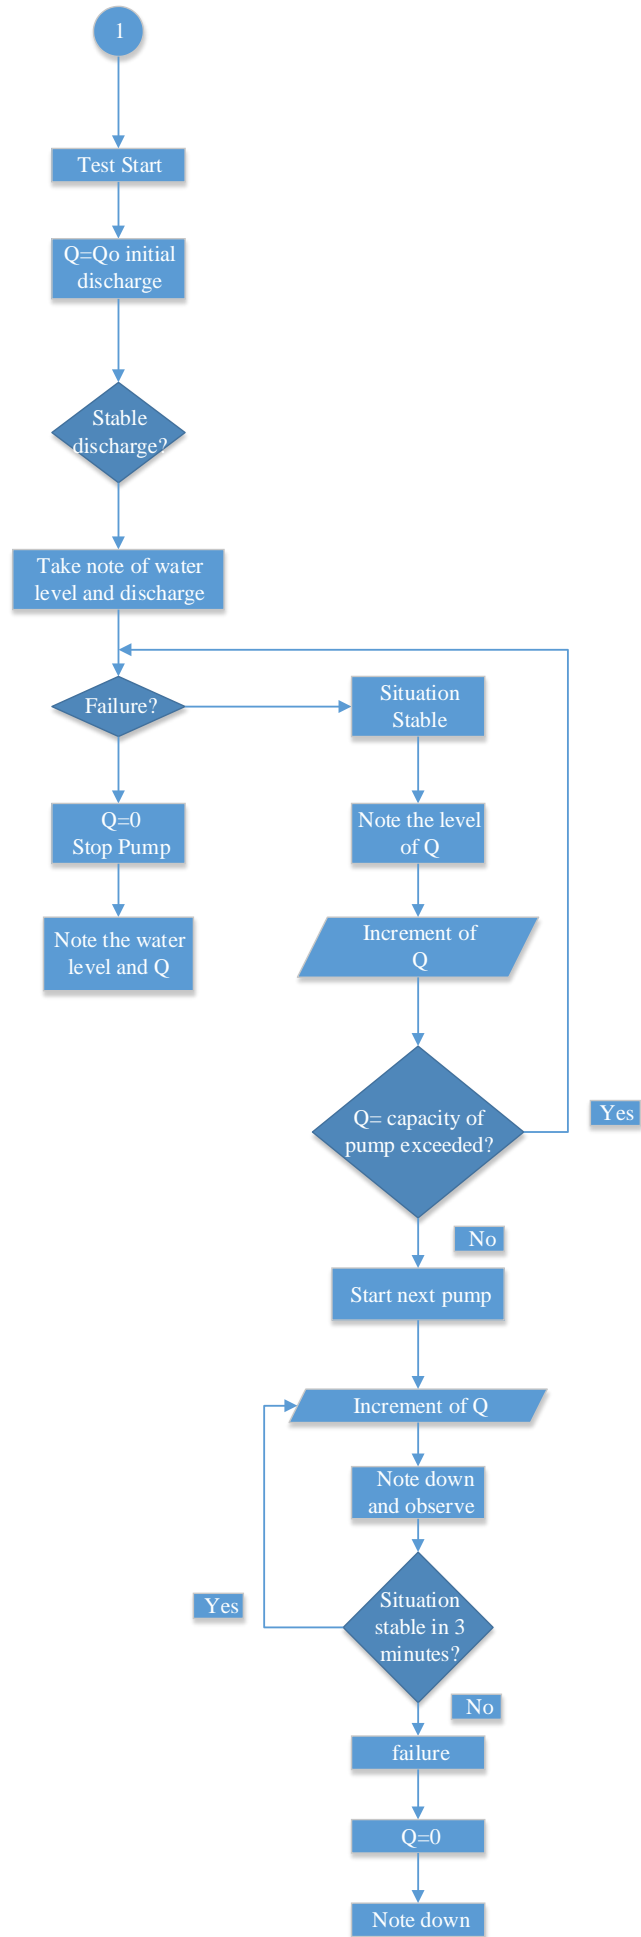 1
Test Start
Q=Qo initial
discharge
Stable
discharge?
Take note of water
level and discharge
Failure?
Situation
Stable
Q=0
Stop Pump
Note the level
of Q
Note the water
level and Q
Increment of
Q
Q= capacity of
pump exceeded?
Yes
No
Start next pump
Increment of Q
Note down
and observe
Situation
stable in 3
minutes?
Yes
No
failure
Q=0
Note down